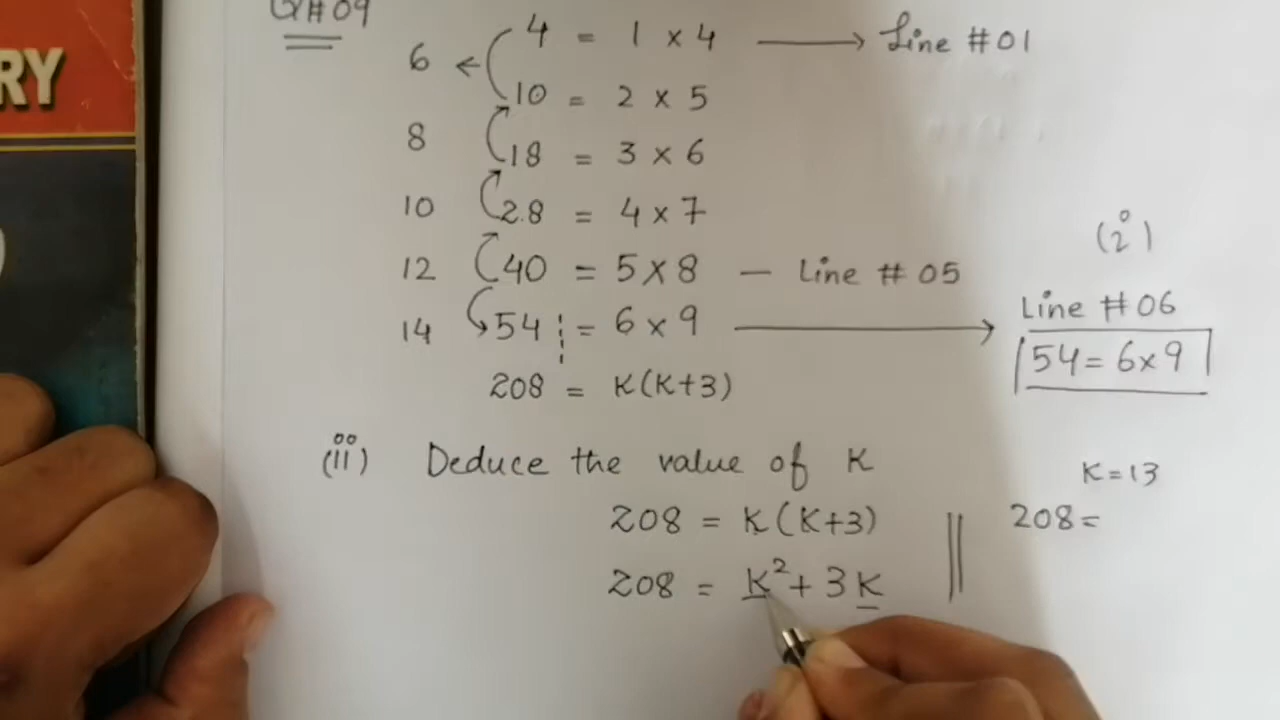 RY
Q#09
4 = 1 × 4 → Line #01
6 ←
10 = 2 × 5
8
18 = 3 × 6
10
28 = 4 × 7
(i)
12
40 = 5 × 8 — Line # 05
Line #06
14
54 = 6 × 9 → 54 = 6×9
208 = K(K+3)
(ii) Deduce the value of K
K=13
208 = K(K+3)
208 =
208 = K²+ 3K